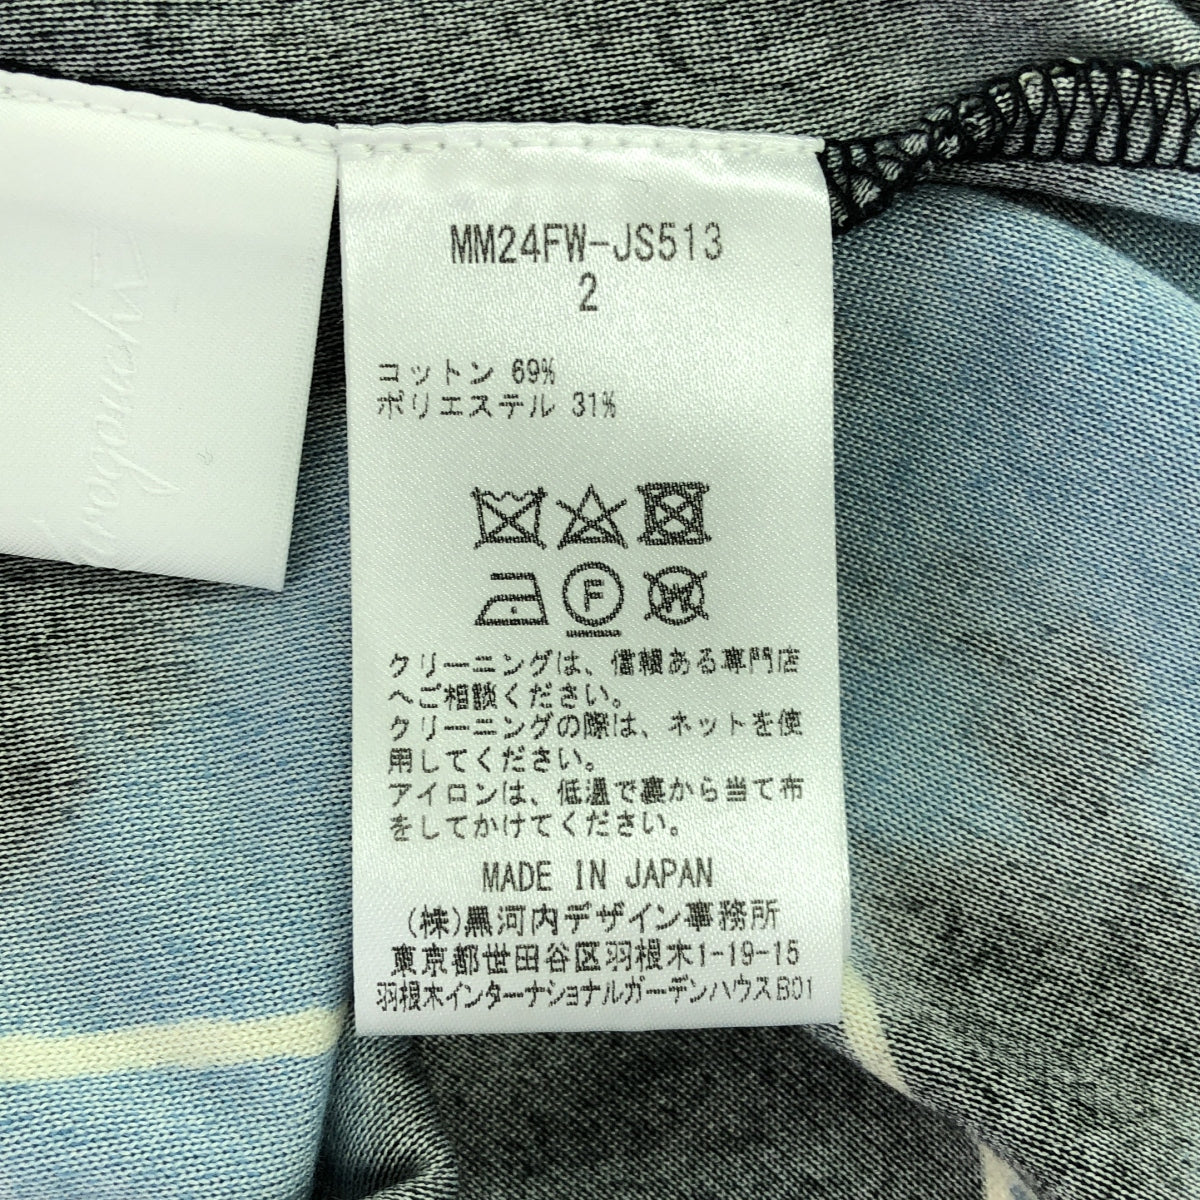 MM24FW-JS513
2
コットン 69%
ポリエステル 31%
F
W
クリーニングは、信頼ある専門店
へご相談ください。
クリーニングの際は、ネットを使
用してください。
アイロンは、低温で裏から当て布
をしてかけてください。
MADE IN JAPAN
(株)黒河内デザイン事務所
東京都世田谷区羽根木1-19-15
羽根木インターナショナルガーデンハウスB01